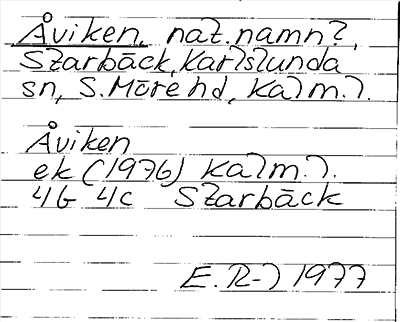 Åviken, nat.namn?,
Starbäck, Karlslunda
sn, S. Möre hd, Kalm.l.
Åviken
ek (1976) Kalm.l.
4G 4c Starbäck
E.R-l 1977